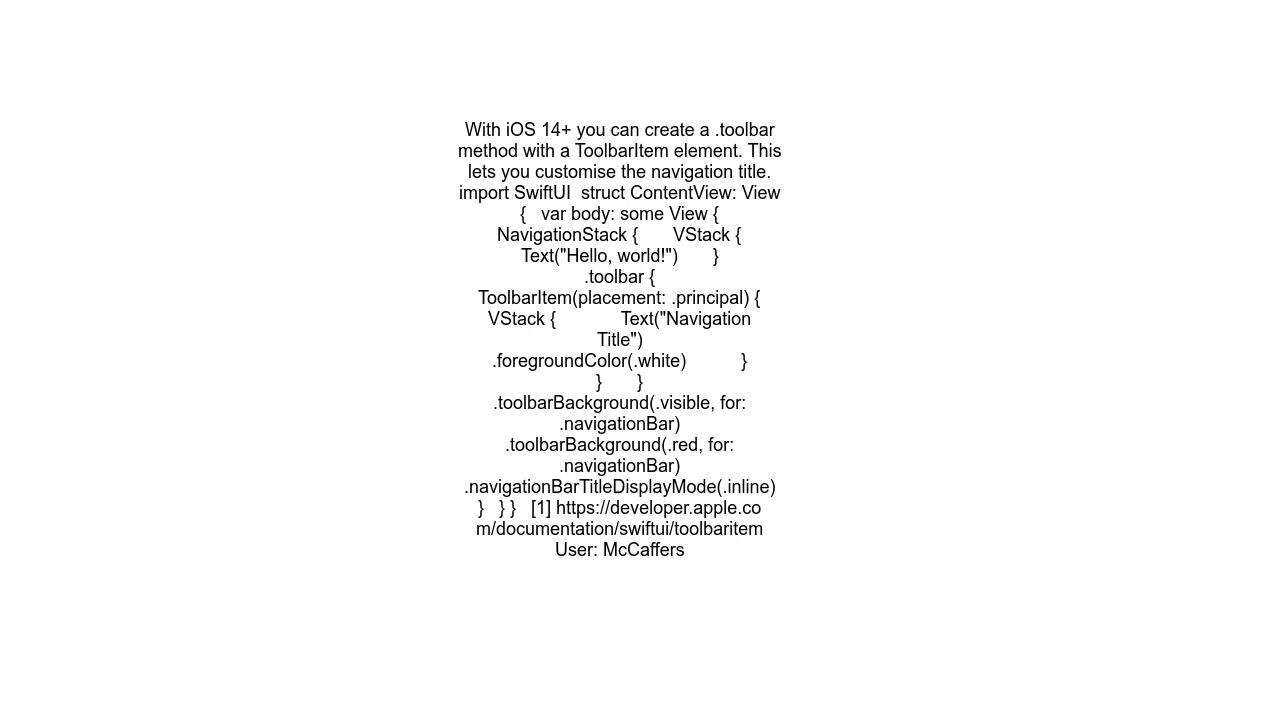 With iOS 14+ you can create a .toolbar
method with a ToolbarItem element. This
lets you customise the navigation title.
import SwiftUI  struct ContentView: View
{   var body: some View {
NavigationStack {       VStack {
Text("Hello, world!")       }
.toolbar {
ToolbarItem(placement: .principal) {
VStack {             Text("Navigation
Title")
.foregroundColor(.white)           }
}       }
.toolbarBackground(.visible, for:
.navigationBar)
.toolbarBackground(.red, for:
.navigationBar)
.navigationBarTitleDisplayMode(.inline)
}   } }   [1] https://developer.apple.co
m/documentation/swiftui/toolbaritem
User: McCaffers